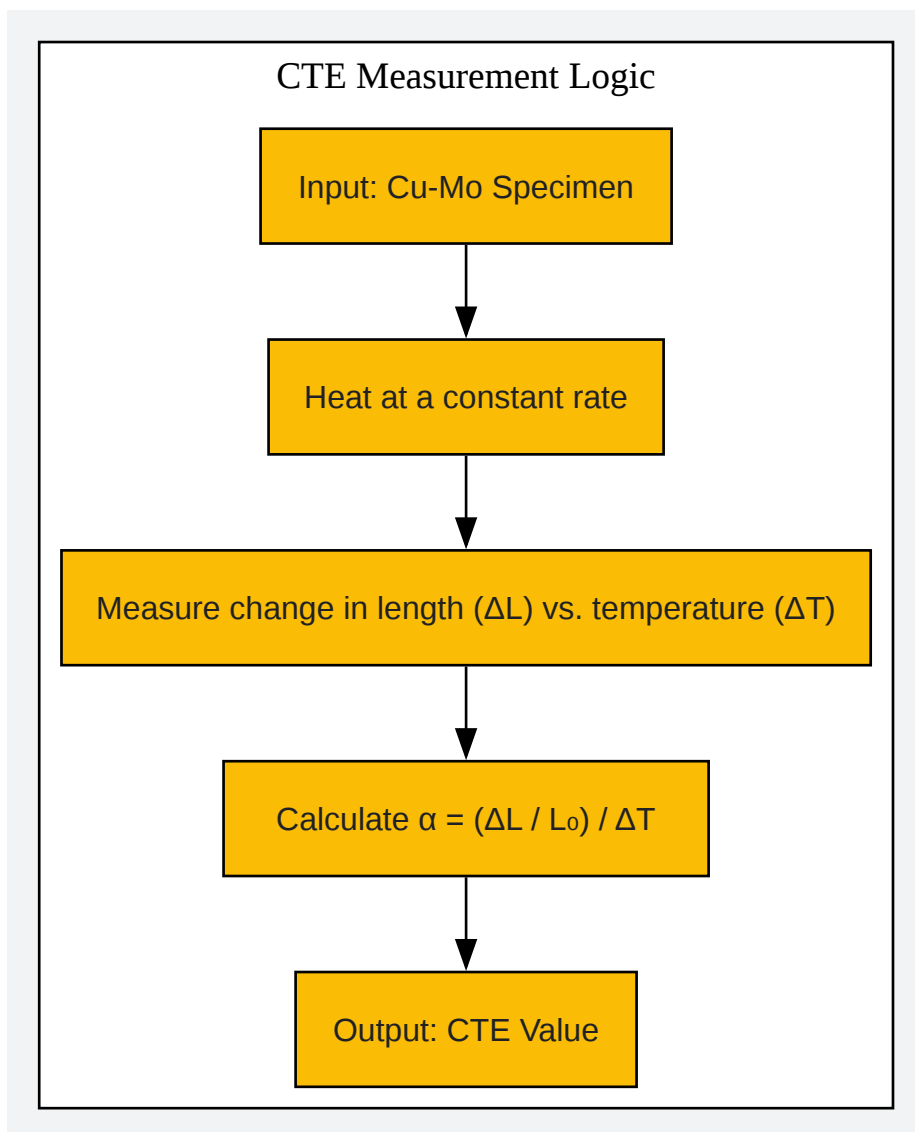 CTE Measurement Logic
Input: Cu-Mo Specimen
Heat at a constant rate
Measure change in length (ΔL) vs. temperature (ΔT)
Calculate α = (ΔL / L₀) / ΔT
Output: CTE Value